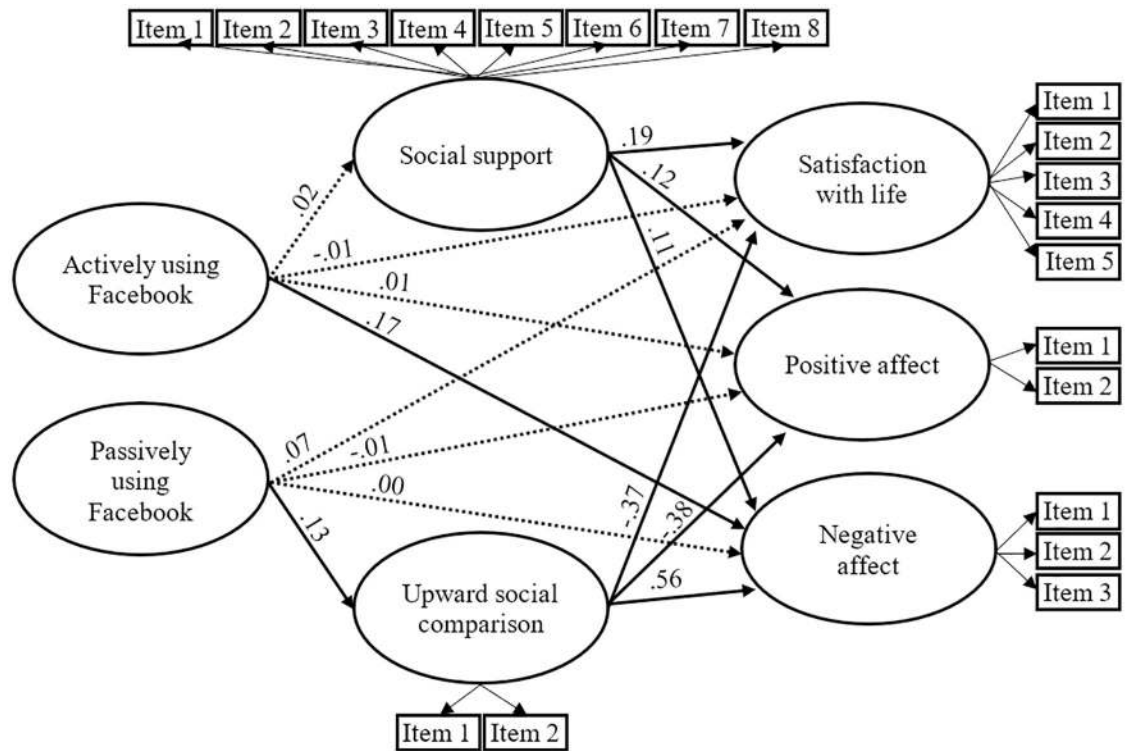 Item 1
Item 2
Item 3
Item 4
Item 5
Item 6
Item 7
Item 8
Social support
.19
.12
.11
Satisfaction
with life
Item 1
Item 2
Item 3
Item 4
Item 5
.02
-.01
.01
.17
Actively using
Facebook
Positive affect
Item 1
Item 2
Passively
using
Facebook
.07
-.01
.00
.13
-.37
-.38
.56
Negative
affect
Item 1
Item 2
Item 3
Upward social
comparison
Item 1
Item 2